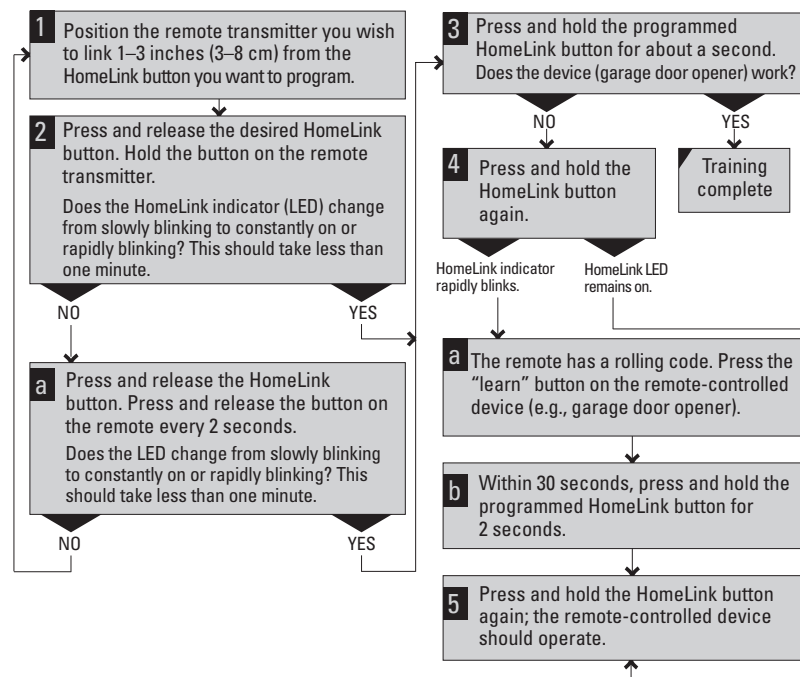 1
Position the remote transmitter you wish
to link 1–3 inches (3–8 cm) from the
HomeLink button you want to program.
2
Press and release the desired HomeLink
button. Hold the button on the remote
transmitter.
Does the HomeLink indicator (LED) change
from slowly blinking to constantly on or
rapidly blinking? This should take less than
one minute.
NO
YES
a
Press and release the HomeLink
button. Press and release the button on
the remote every 2 seconds.
Does the LED change from slowly blinking
to constantly on or rapidly blinking? This
should take less than one minute.
NO
YES
3
Press and hold the programmed
HomeLink button for about a second.
Does the device (garage door opener) work?
NO
YES
4
Press and hold the
HomeLink button
again.
Training
complete
HomeLink indicator
rapidly blinks.
HomeLink LED
remains on.
a
The remote has a rolling code. Press the
“learn” button on the remote-controlled
device (e.g., garage door opener).
b
Within 30 seconds, press and hold the
programmed HomeLink button for
2 seconds.
5
Press and hold the HomeLink button
again; the remote-controlled device
should operate.